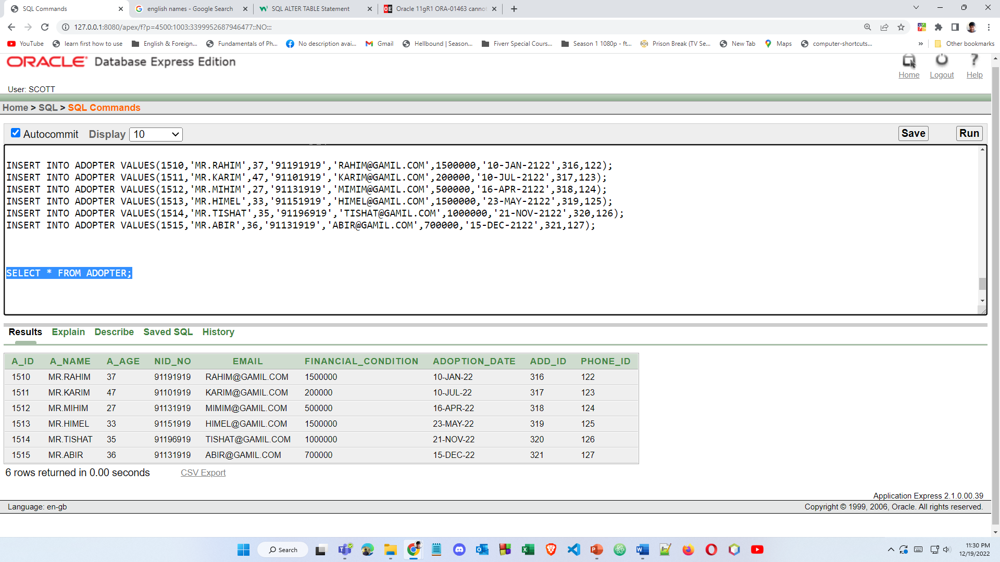 SQL Commands
english names - Google Search
SQL ALTER TABLE Statement
Oracle 11gR1 ORA-01463 cannot
127.0.0.1:8080/apex/f?p=4500:1003:3399952687946477::NO:::
YouTube
learn first how to use
English & Foreign...
Fundamentals of Ph...
No description avai...
Gmail
Hellbound | Season...
Fiverr Special Cours...
Season 1 1080p - ft...
Prison Break (TV Se...
New Tab
Maps
computer-shortcuts...
»
Other bookmarks
ORACLE Database Express Edition
Home Logout Help
User: SCOTT
Home > SQL > SQL Commands
Autocommit Display 10 Save Run
INSERT INTO ADOPTER VALUES(1510,'MR.RAHIM',37,'91191919','RAHIM@GAMIL.COM',1500000,'10-JAN-2122',316,122);
INSERT INTO ADOPTER VALUES(1511,'MR.KARIM',47,'91101919','KARIM@GAMIL.COM',200000,'10-JUL-2122',317,123);
INSERT INTO ADOPTER VALUES(1512,'MR.MIHIM',27,'91131919','MIMIM@GAMIL.COM',500000,'16-APR-2122',318,124);
INSERT INTO ADOPTER VALUES(1513,'MR.HIMEL',33,'91151919','HIMEL@GAMIL.COM',1500000,'23-MAY-2122',319,125);
INSERT INTO ADOPTER VALUES(1514,'MR.TISHAT',35,'91196919','TISHAT@GAMIL.COM',1000000,'21-NOV-2122',320,126);
INSERT INTO ADOPTER VALUES(1515,'MR.ABIR',36,'91131919','ABIR@GAMIL.COM',700000,'15-DEC-2122',321,127);
SELECT * FROM ADOPTER;
Results Explain Describe Saved SQL History
A_ID A_NAME A_AGE NID_NO EMAIL FINANCIAL_CONDITION ADOPTION_DATE ADD_ID PHONE_ID
1510 MR.RAHIM 37 91191919 RAHIM@GAMIL.COM 1500000 10-JAN-22 316 122
1511 MR.KARIM 47 91101919 KARIM@GAMIL.COM 200000 10-JUL-22 317 123
1512 MR.MIHIM 27 91131919 MIMIM@GAMIL.COM 500000 16-APR-22 318 124
1513 MR.HIMEL 33 91151919 HIMEL@GAMIL.COM 1500000 23-MAY-22 319 125
1514 MR.TISHAT 35 91196919 TISHAT@GAMIL.COM 1000000 21-NOV-22 320 126
1515 MR.ABIR 36 91131919 ABIR@GAMIL.COM 700000 15-DEC-22 321 127
6 rows returned in 0.00 seconds CSV Export
Application Express 2.1.0.00.39
Language: en-gb Copyright © 1999, 2006, Oracle. All rights reserved.
Search
11:30 PM
12/19/2022